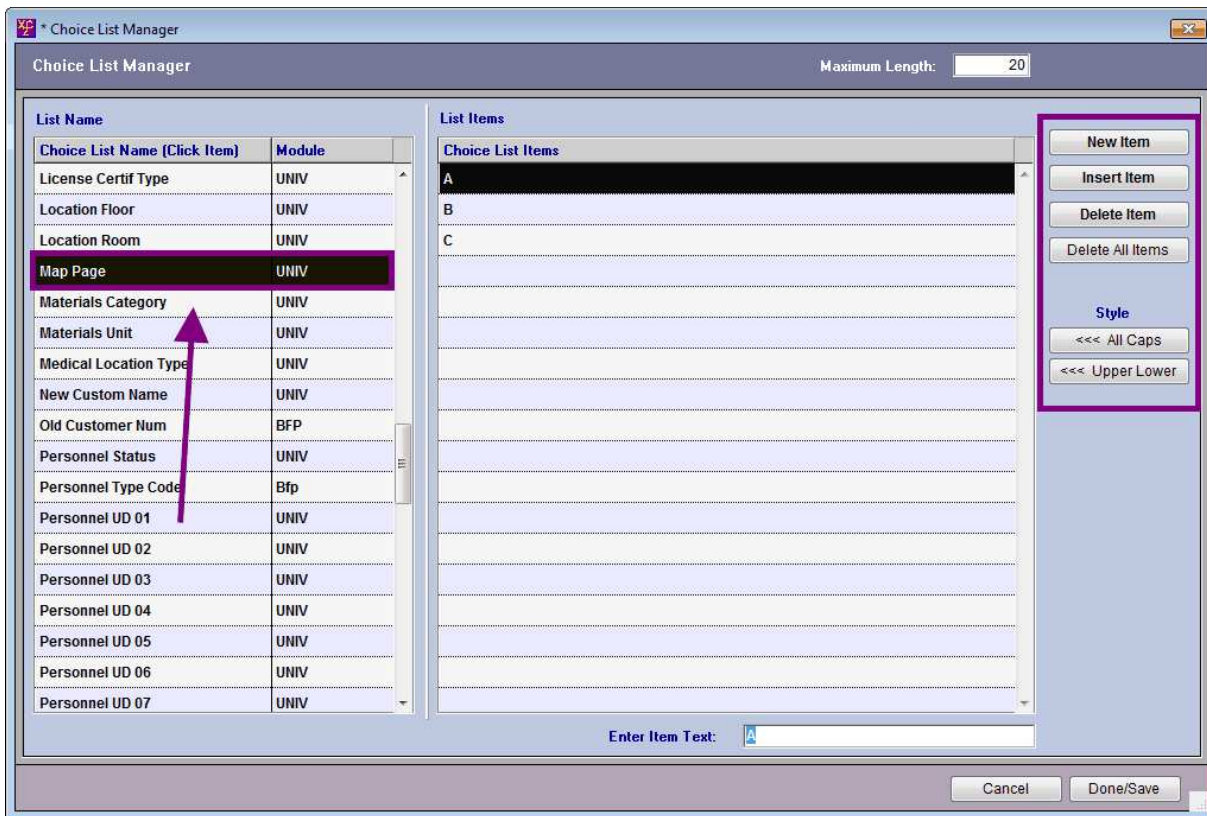 * Choice List Manager
Choice List Manager Maximum Length: 20
List Name List Items
Choice List Name (Click Item) Module Choice List Items New Item
License Certif Type UNIV A Insert Item
Location Floor UNIV B Delete Item
Location Room UNIV C Delete All Items
Map Page UNIV
Materials Category UNIV Style
Materials Unit UNIV <<< All Caps
Medical Location Type UNIV <<< Upper Lower
New Custom Name UNIV
Old Customer Num BFP
Personnel Status UNIV
Personnel Type Code Bfp
Personnel UD 01 UNIV
Personnel UD 02 UNIV
Personnel UD 03 UNIV
Personnel UD 04 UNIV
Personnel UD 05 UNIV
Personnel UD 06 UNIV
Personnel UD 07 UNIV
Enter Item Text: A
Cancel Done/Save